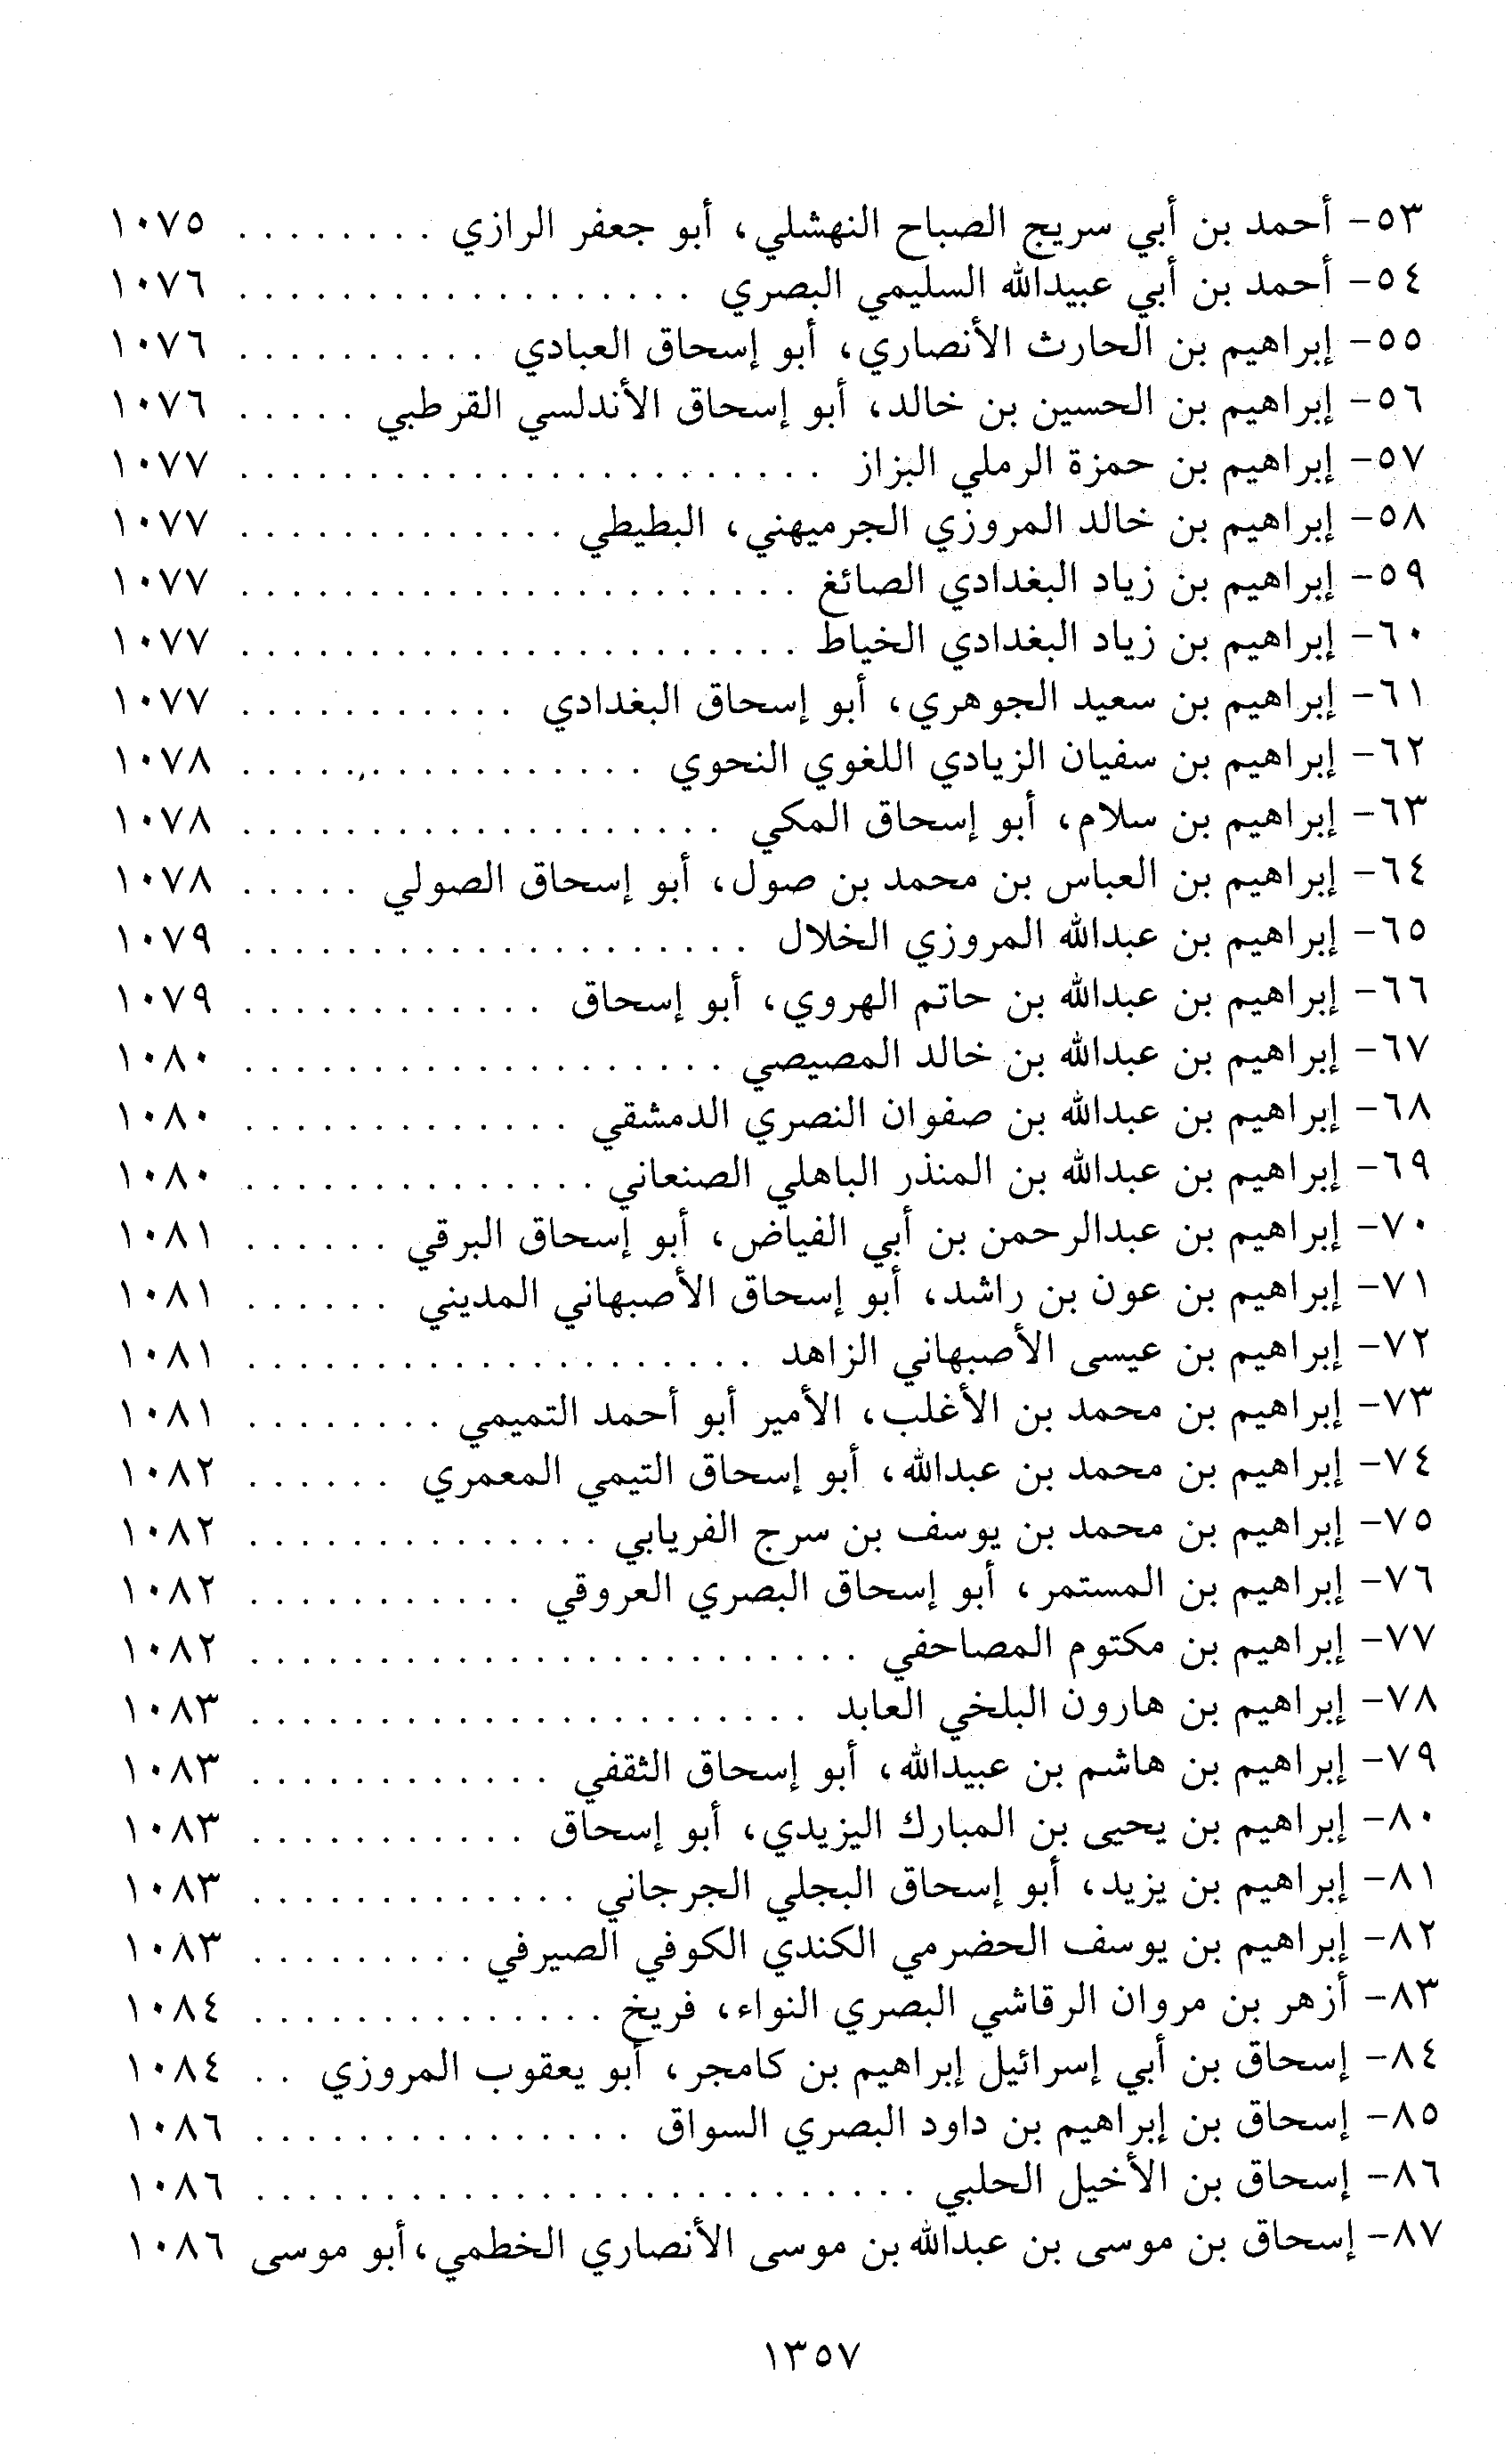 ٥٣- أحمد بن أبي سريج الصباح النهشلي، أبو جعفر الرازي . . . . . . . . ١٠٧٥
٥٤- أحمد بن أبي عبيدالله السليمي البصري . . . . . . . . . . . . . . . . . . ١٠٧٦
٥٥- إبراهيم بن الحارث الأنصاري، أبو إسحاق العبادي . . . . . . . . . . ١٠٧٦
٥٦- إبراهيم بن الحسين بن خالد، أبو إسحاق الأندلسي القرطبي . . . . . ١٠٧٦
٥٧- إبراهيم بن حمزة الرملي البزاز . . . . . . . . . . . . . . . . . . . . . . . ١٠٧٧
٥٨- إبراهيم بن خالد المروزي الجرميهني، البطيطي . . . . . . . . . . . . . ١٠٧٧
٥٩- إبراهيم بن زياد البغدادي الصائغ . . . . . . . . . . . . . . . . . . . . . . ١٠٧٧
٦٠- إبراهيم بن زياد البغدادي الخياط . . . . . . . . . . . . . . . . . . . . . . ١٠٧٧
٦١- إبراهيم بن سعيد الجوهري، أبو إسحاق البغدادي . . . . . . . . . . . ١٠٧٧
٦٢- إبراهيم بن سفيان الزيادي اللغوي النحوي . . . . . . . . . . . . . . . . ١٠٧٨
٦٣- إبراهيم بن سلام، أبو إسحاق المكي . . . . . . . . . . . . . . . . . . . ١٠٧٨
٦٤- إبراهيم بن العباس بن محمد بن صول، أبو إسحاق الصولي . . . . . ١٠٧٨
٦٥- إبراهيم بن عبدالله المروزي الخلال . . . . . . . . . . . . . . . . . . . . ١٠٧٩
٦٦- إبراهيم بن عبدالله بن حاتم الهروي، أبو إسحاق . . . . . . . . . . . . ١٠٧٩
٦٧- إبراهيم بن عبدالله بن خالد المصيصي . . . . . . . . . . . . . . . . . . . ١٠٨٠
٦٨- إبراهيم بن عبدالله بن صفوان النصري الدمشقي . . . . . . . . . . . . . ١٠٨٠
٦٩- إبراهيم بن عبدالله بن المنذر الباهلي الصنعاني . . . . . . . . . . . . . . ١٠٨٠
٧٠- إبراهيم بن عبدالرحمن بن أبي الفياض، أبو إسحاق البرقي . . . . . . ١٠٨١
٧١- إبراهيم بن عون بن راشد، أبو إسحاق الأصبهاني المديني . . . . . . ١٠٨١
٧٢- إبراهيم بن عيسى الأصبهاني الزاهد . . . . . . . . . . . . . . . . . . . . ١٠٨١
٧٣- إبراهيم بن محمد بن الأغلب، الأمير أبو أحمد التميمي . . . . . . . . ١٠٨١
٧٤- إبراهيم بن محمد بن عبدالله، أبو إسحاق التيمي المعمري . . . . . . ١٠٨٢
٧٥- إبراهيم بن محمد بن يوسف بن سرج الفريابي . . . . . . . . . . . . . . ١٠٨٢
٧٦- إبراهيم بن المستمر، أبو إسحاق البصري العروقي . . . . . . . . . . . ١٠٨٢
٧٧- إبراهيم بن مكتوم المصاحفي . . . . . . . . . . . . . . . . . . . . . . . . ١٠٨٢
٧٨- إبراهيم بن هارون البلخي العابد . . . . . . . . . . . . . . . . . . . . . . ١٠٨٣
٧٩- إبراهيم بن هاشم بن عبيدالله، أبو إسحاق الثقفي . . . . . . . . . . . . ١٠٨٣
٨٠- إبراهيم بن يحيى بن المبارك اليزيدي، أبو إسحاق . . . . . . . . . . . ١٠٨٣
٨١- إبراهيم بن يزيد، أبو إسحاق البجلي الجرجاني . . . . . . . . . . . . . ١٠٨٣
٨٢- إبراهيم بن يوسف الحضرمي الكندي الكوفي الصيرفي . . . . . . . . . ١٠٨٣
٨٣- أزهر بن مروان الرقاشي البصري النواء، فريخ . . . . . . . . . . . . . . ١٠٨٤
٨٤- إسحاق بن أبي إسرائيل إبراهيم بن كامجر، أبو يعقوب المروزي . . ١٠٨٤
٨٥- إسحاق بن إبراهيم بن داود البصري السواق . . . . . . . . . . . . . . . ١٠٨٦
٨٦- إسحاق بن الأخيل الحلبي . . . . . . . . . . . . . . . . . . . . . . . . . . ١٠٨٦
٨٧- إسحاق بن موسى بن عبدالله بن موسى الأنصاري الخطمي، أبو موسى ١٠٨٦
١٣٥٧